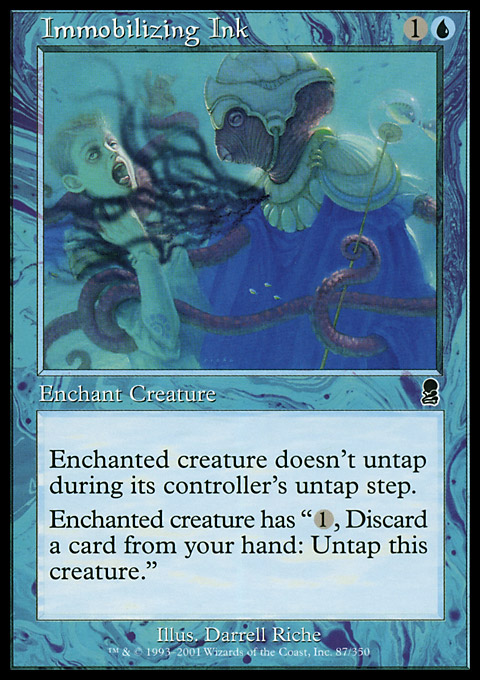 Immobilizing Ink 1
Enchant Creature
Enchanted creature doesn't untap
during its controller's untap step.
Enchanted creature has “1, Discard
a card from your hand: Untap this
creature.”
Illus. Darrell Riche
™ & © 1993–2001 Wizards of the Coast, Inc. 87/350